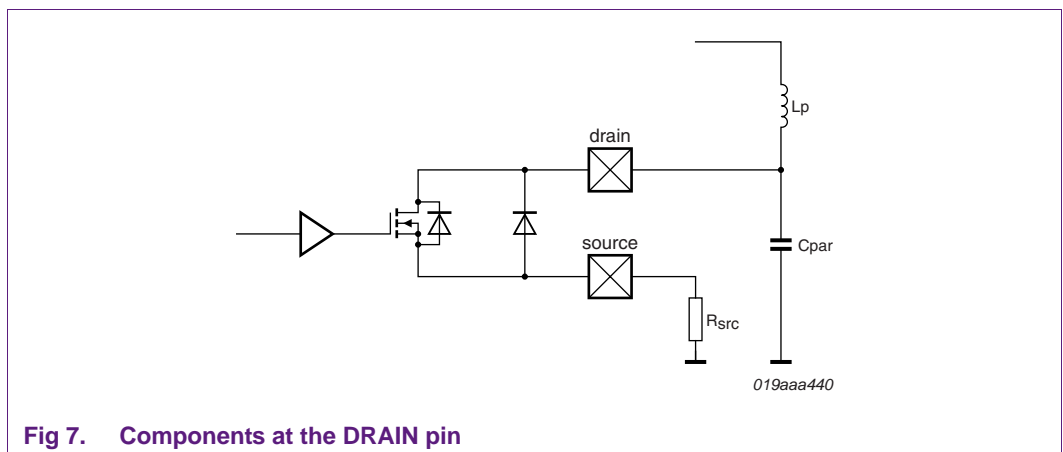 Lp
drain
source
Cpar
Rsrc
019aaa440
Fig 7. Components at the DRAIN pin